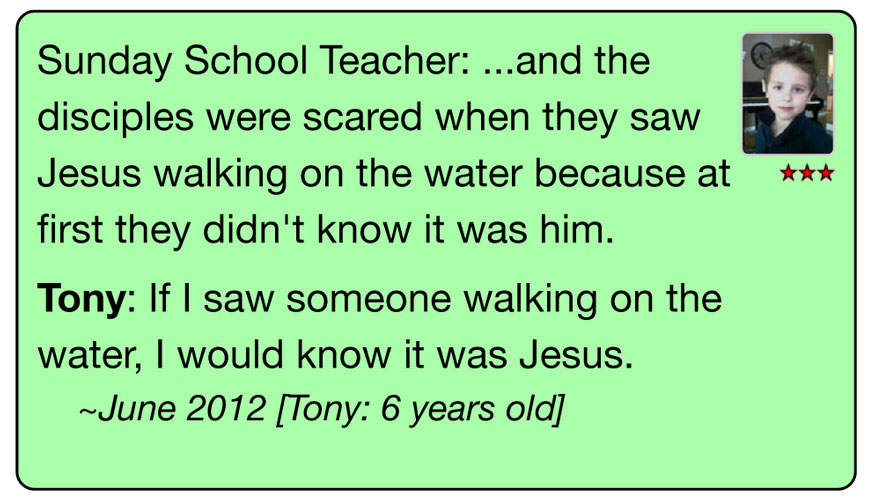 Sunday School Teacher: ...and the
disciples were scared when they saw
Jesus walking on the water because at
first they didn't know it was him.
Tony: If I saw someone walking on the
water, I would know it was Jesus.
~June 2012 [Tony: 6 years old]